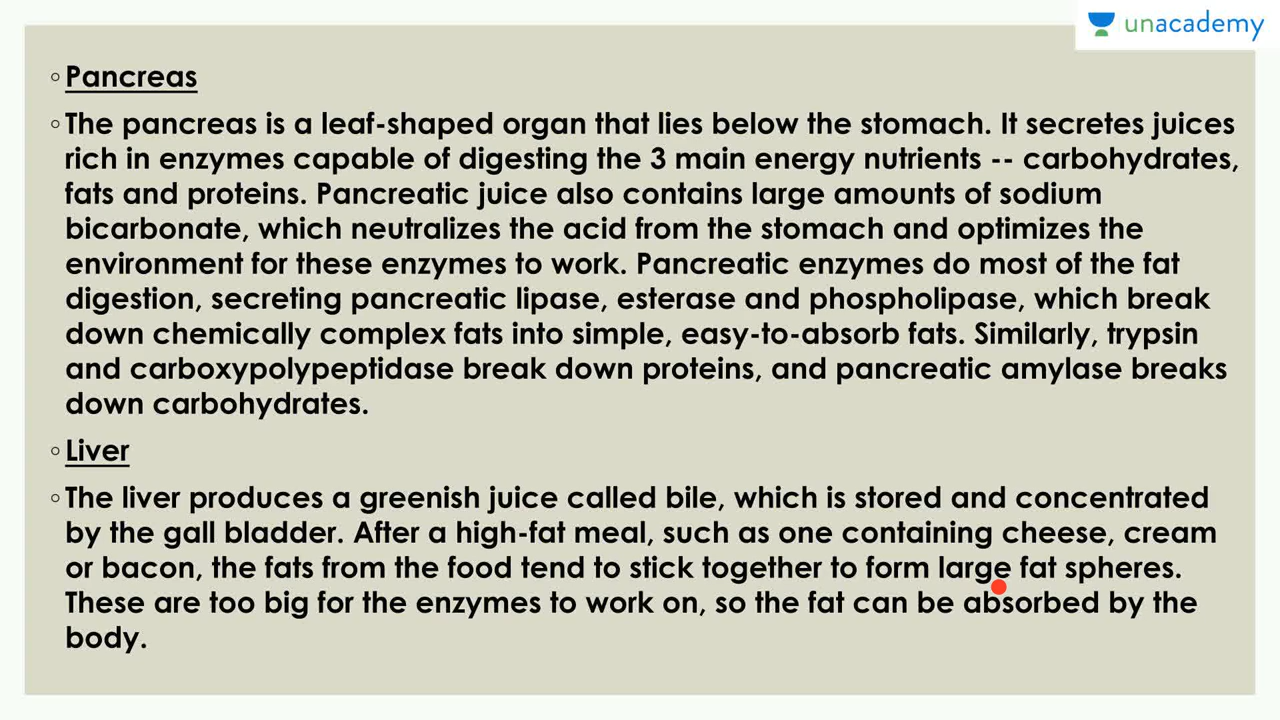 unacademy
◦ Pancreas
◦ The pancreas is a leaf-shaped organ that lies below the stomach. It secretes juices
rich in enzymes capable of digesting the 3 main energy nutrients -- carbohydrates,
fats and proteins. Pancreatic juice also contains large amounts of sodium
bicarbonate, which neutralizes the acid from the stomach and optimizes the
environment for these enzymes to work. Pancreatic enzymes do most of the fat
digestion, secreting pancreatic lipase, esterase and phospholipase, which break
down chemically complex fats into simple, easy-to-absorb fats. Similarly, trypsin
and carboxypolypeptidase break down proteins, and pancreatic amylase breaks
down carbohydrates.
◦ Liver
◦ The liver produces a greenish juice called bile, which is stored and concentrated
by the gall bladder. After a high-fat meal, such as one containing cheese, cream
or bacon, the fats from the food tend to stick together to form large fat spheres.
These are too big for the enzymes to work on, so the fat can be absorbed by the
body.